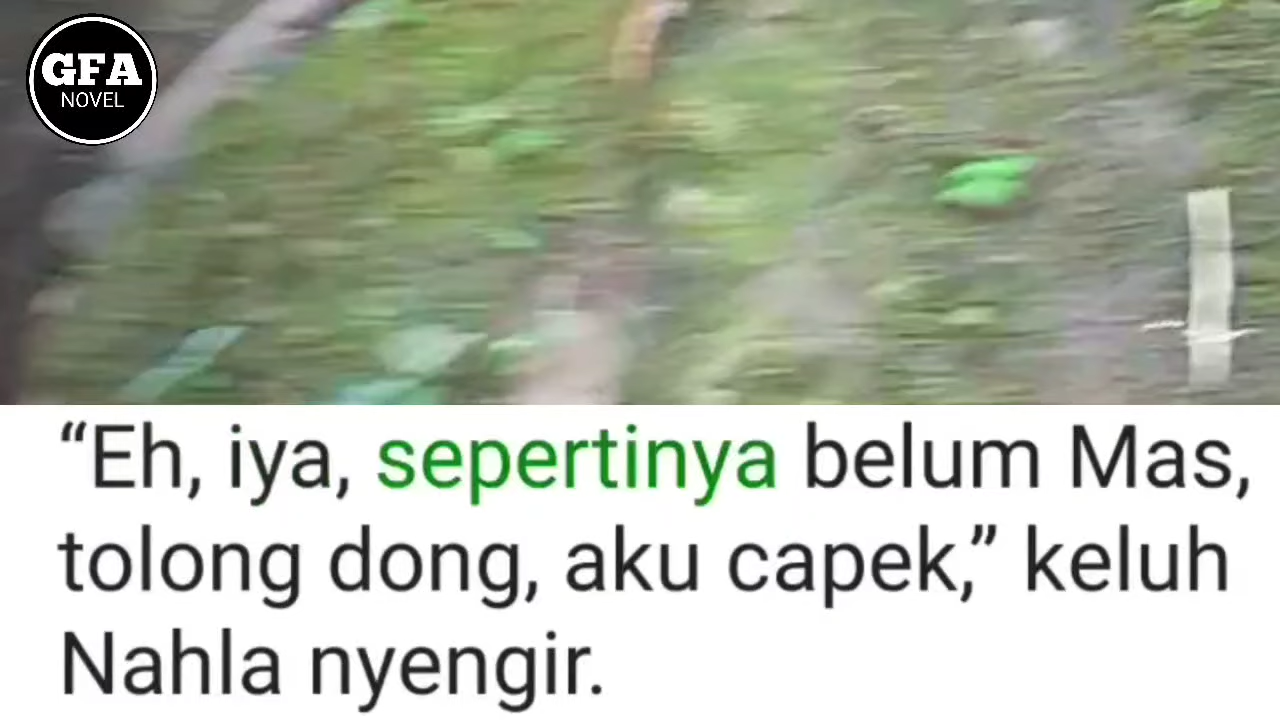 GFA
NOVEL
“Eh, iya, sepertinya belum Mas,
tolong dong, aku capek,” keluh
Nahla nyengir.